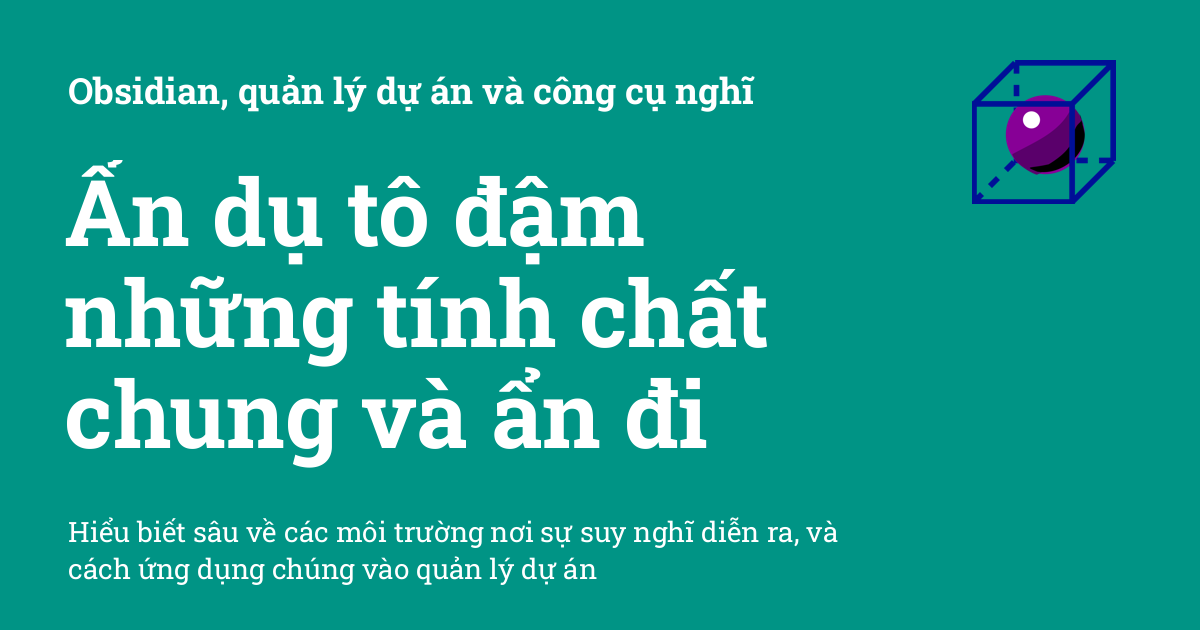 Obsidian, quản lý dự án và công cụ nghĩ
Ẩn dụ tô đậm
những tính chất
chung và ẩn đi
Hiểu biết sâu về các môi trường nơi sự suy nghĩ diễn ra, và
cách ứng dụng chúng vào quản lý dự án